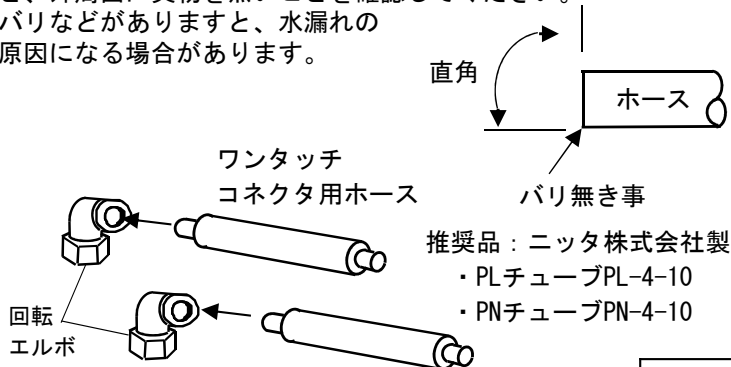 バリなどがありますと、水漏れの
原因になる場合があります。
直角
ホース
バリ無き事
ワンタッチ
コネクタ用ホース
推奨品：ニッタ株式会社製
・PLチューブPL-4-10
・PNチューブPN-4-10
回転
エルボ